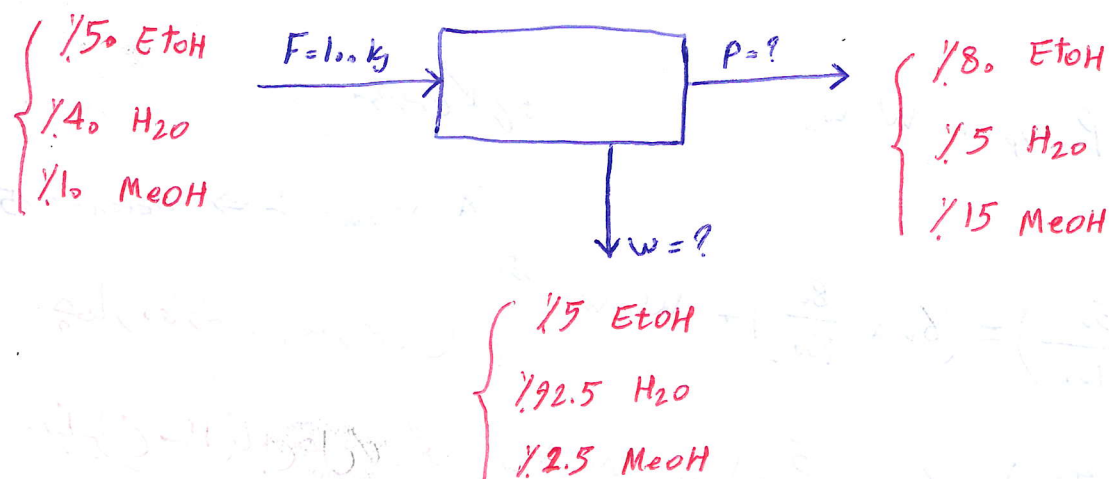 %50 EtOH
%40 H2O
%10 MeOH
F=100 kg
P=?
%80 EtOH
%5 H2O
%15 MeOH
w=?
%5 EtOH
%92.5 H2O
%2.5 MeOH